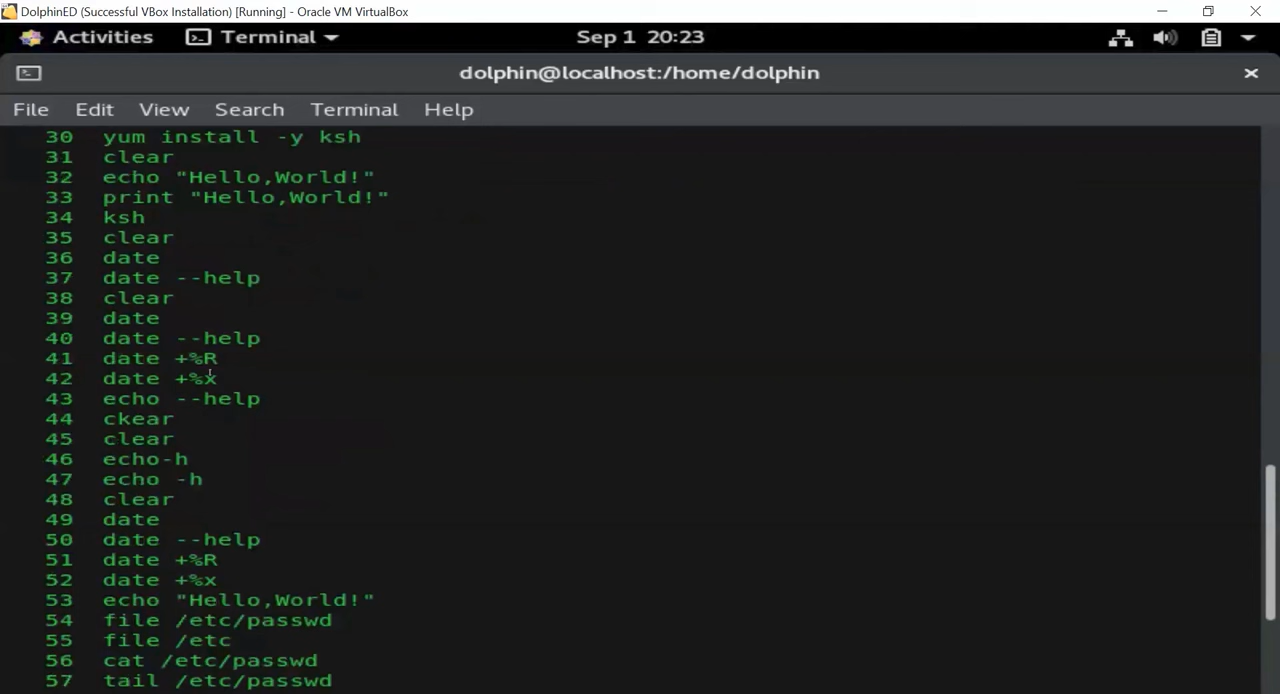 DolphinED (Successful VBox Installation) [Running] - Oracle VM VirtualBox
Activities Terminal Sep 1 20:23
dolphin@localhost:/home/dolphin
File Edit View Search Terminal Help
30 yum install -y ksh
31 clear
32 echo "Hello,World!"
33 print "Hello,World!"
34 ksh
35 clear
36 date
37 date --help
38 clear
39 date
40 date --help
41 date +%R
42 date +%x
43 echo --help
44 ckear
45 clear
46 echo-h
47 echo -h
48 clear
49 date
50 date --help
51 date +%R
52 date +%x
53 echo "Hello,World!"
54 file /etc/passwd
55 file /etc
56 cat /etc/passwd
57 tail /etc/passwd